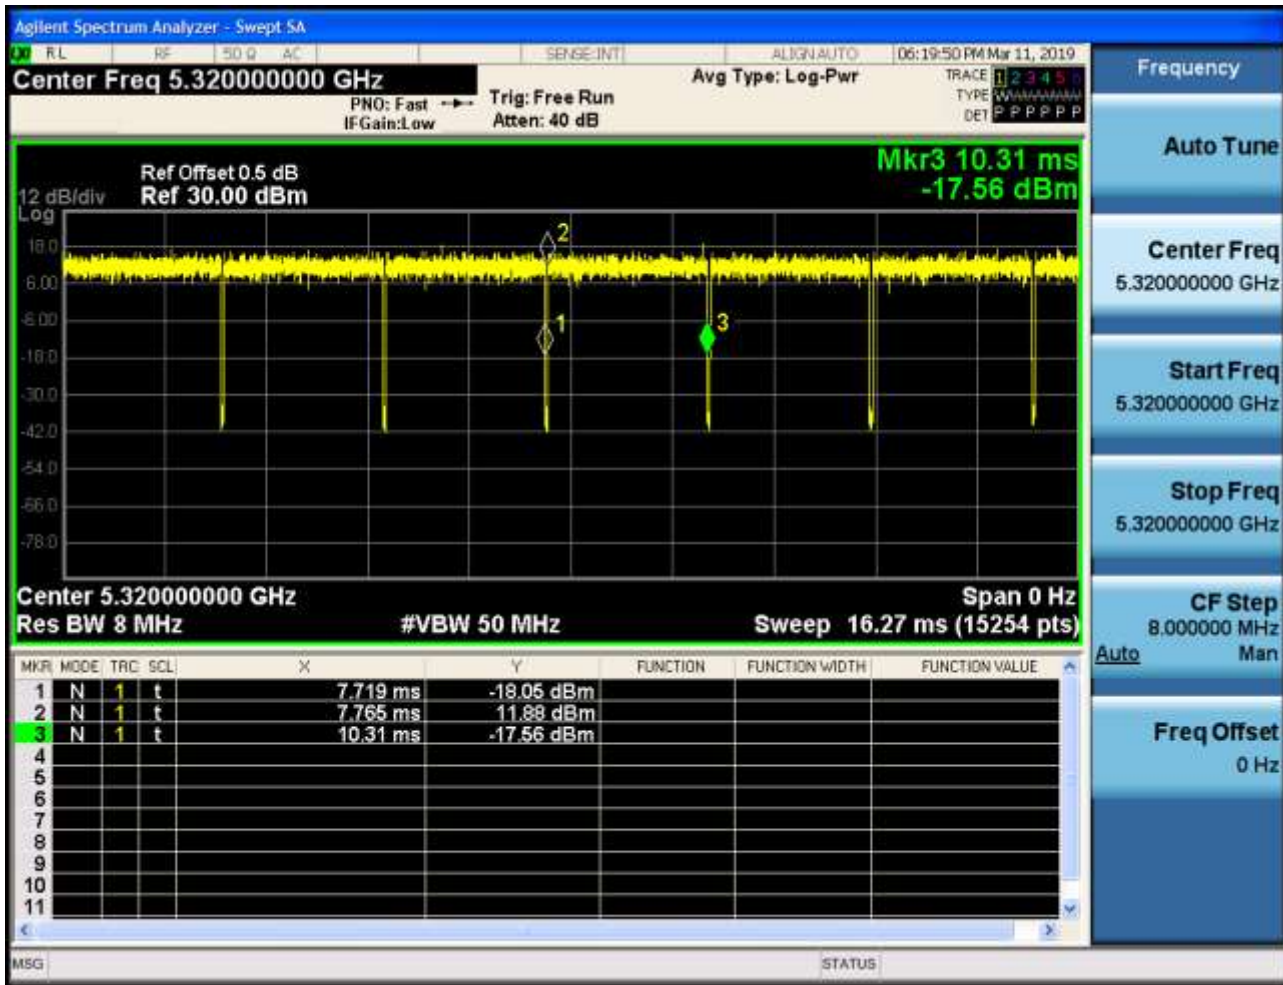 Agilent Spectrum Analyzer - Swept SA
RL RF 50 Ω AC SENSE:INT ALIGN AUTO 06:19:50 PM Mar 11, 2019
Center Freq 5.320000000 GHz
PNO: Fast
IFGain:Low
Trig: Free Run
Atten: 40 dB
Avg Type: Log-Pwr
TRACE 1 2 3 4 5 6
TYPE
DET P P P P P P
Mkr3 10.31 ms
-17.56 dBm
Ref Offset 0.5 dB
12 dB/div Ref 30.00 dBm
Log
18.0
6.00
-6.00
-18.0
-30.0
-42.0
-54.0
-66.0
-78.0
2
1
3
Center 5.320000000 GHz Span 0 Hz
Res BW 8 MHz #VBW 50 MHz Sweep 16.27 ms (15254 pts)
MKR MODE TRC SCL X Y FUNCTION FUNCTION WIDTH FUNCTION VALUE
1 N 1 t 7.719 ms -18.05 dBm
2 N 1 t 7.765 ms 11.88 dBm
3 N 1 t 10.31 ms -17.56 dBm
4
5
6
7
8
9
10
11
MSG STATUS
Frequency
Auto Tune
Center Freq
5.320000000 GHz
Start Freq
5.320000000 GHz
Stop Freq
5.320000000 GHz
CF Step
8.000000 MHz
Auto Man
Freq Offset
0 Hz